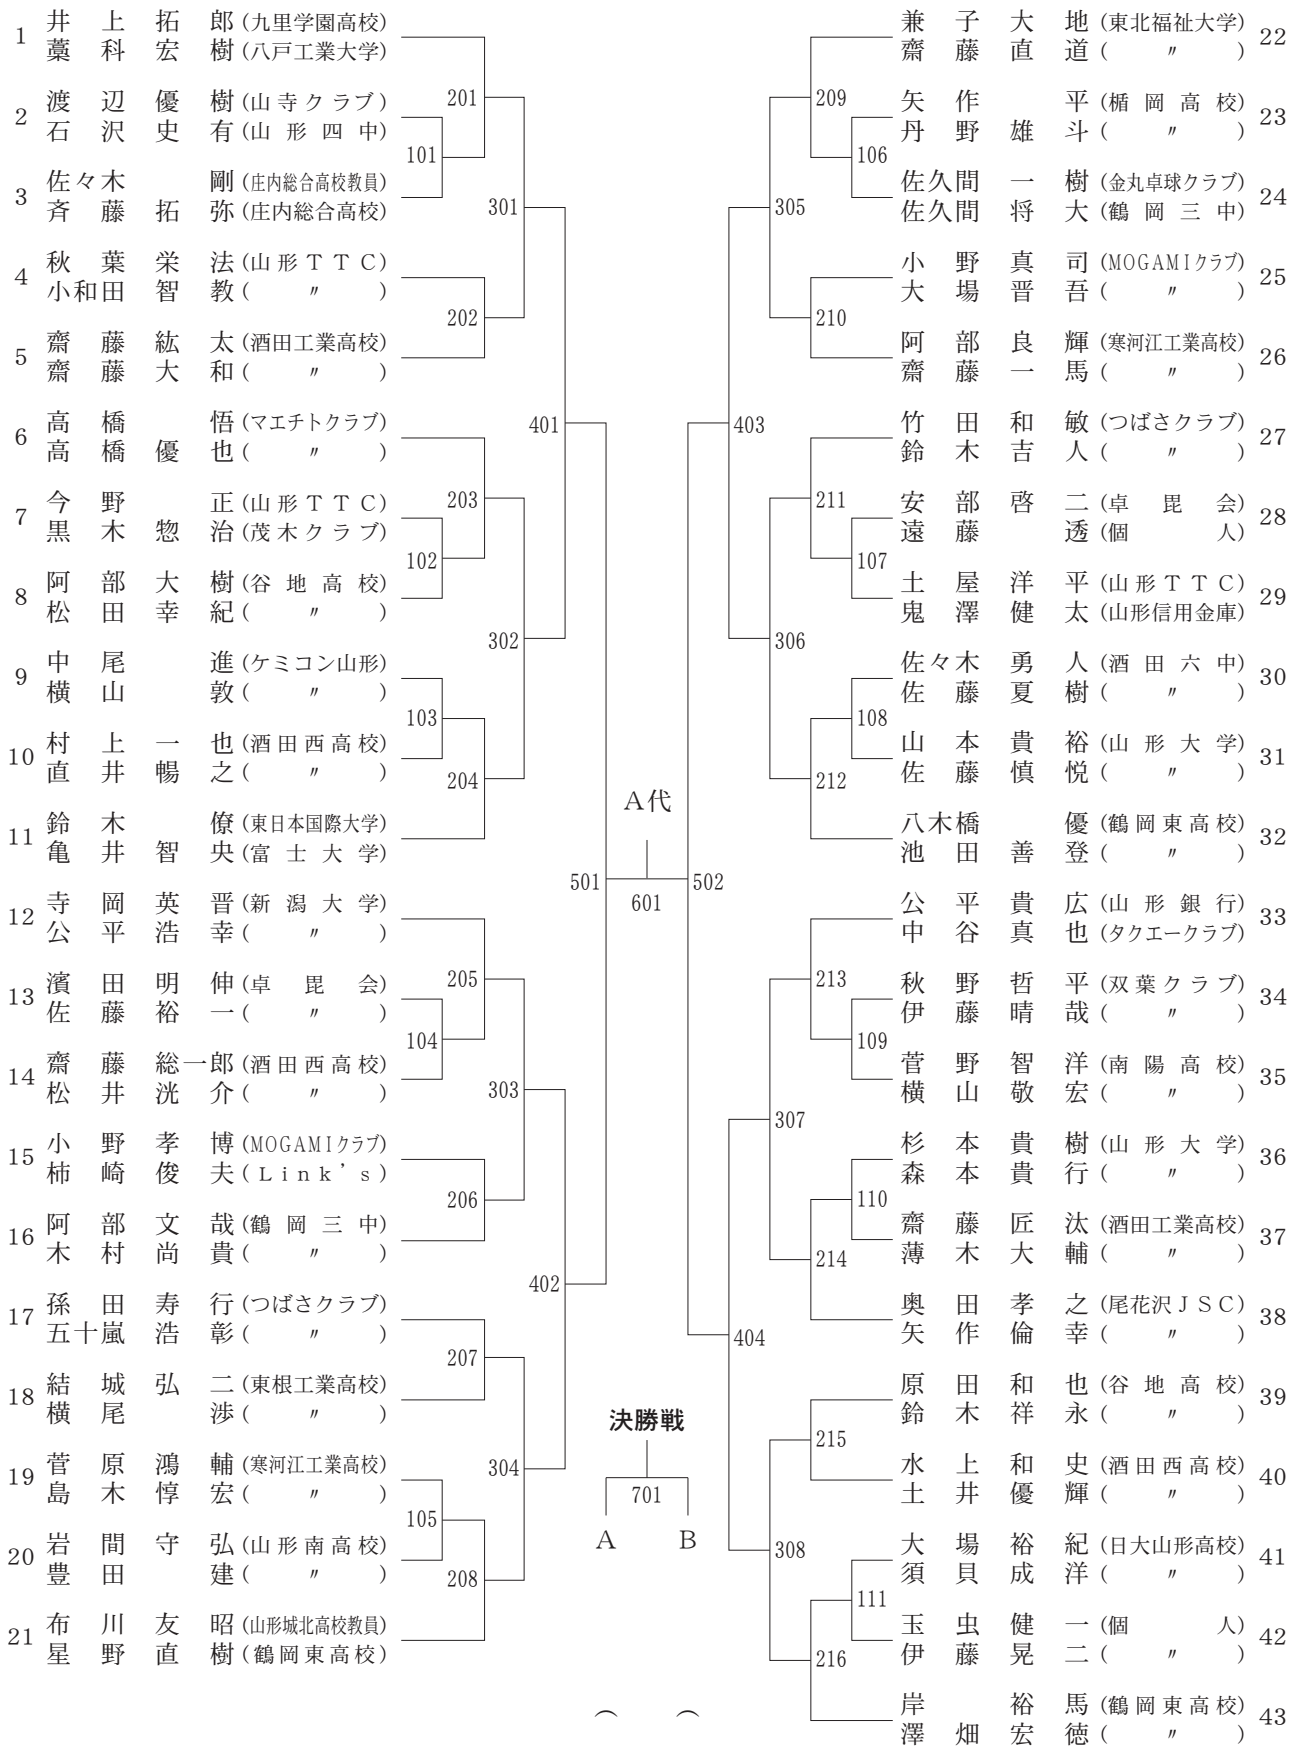 1 井上拓郎(九里学園高校)
藁科宏樹(八戸工業大学)
2 渡辺優樹(山寺クラブ)
石沢史有(山形四中)
3 佐々木剛(庄内総合高校教員)
斉藤拓弥(庄内総合高校)
4 秋葉栄法(山形TTC)
小和田智教(〃)
5 齋藤紘太(酒田工業高校)
齋藤大和(〃)
6 高橋悟(マエチトクラブ)
高橋優也(〃)
7 今野正(山形TTC)
黒木惣治(茂木クラブ)
8 阿部大樹(谷地高校)
松田幸紀(〃)
9 中尾進(ケミコン山形)
横山敦(〃)
10 村上一也(酒田西高校)
直井暢之(〃)
11 鈴木僚(東日本国際大学)
亀井智央(富士大学)
12 寺岡英晋(新潟大学)
公平浩幸(〃)
13 濱田明伸(卓毘会)
佐藤裕一(〃)
14 齋藤総一郎(酒田西高校)
松井洸介(〃)
15 小野孝博(MOGAMIクラブ)
柿崎俊夫(Link's)
16 阿部文哉(鶴岡三中)
木村尚貴(〃)
17 孫田寿行(つばさクラブ)
五十嵐浩彰(〃)
18 結城弘二(東根工業高校)
横尾渉(〃)
19 菅原鴻輔(寒河江工業高校)
島木惇宏(〃)
20 岩間守弘(山形南高校)
豊田建(〃)
21 布川友昭(山形城北高校教員)
星野直樹(鶴岡東高校)
101
102
103
104
105
201
202
203
204
205
206
207
208
301
302
303
304
401
402
501
A代
601
502
決勝戦
701
A B
403
404
305
306
307
308
209
210
211
212
213
214
215
216
106
107
108
109
110
111
兼子大地(東北福祉大学) 22
齋藤直道(〃)
矢作平(楯岡高校) 23
丹野雄斗(〃)
佐久間一樹(金丸卓球クラブ) 24
佐久間将大(鶴岡三中)
小野真司(MOGAMIクラブ) 25
大場晋吾(〃)
阿部良輝(寒河江工業高校) 26
齋藤一馬(〃)
竹田和敏(つばさクラブ) 27
鈴木吉人(〃)
安部啓二(卓毘会) 28
遠藤透(個人)
土屋洋平(山形TTC) 29
鬼澤健太(山形信用金庫)
佐々木勇人(酒田六中) 30
佐藤夏樹(〃)
山本貴裕(山形大学) 31
佐藤慎悦(〃)
八木橋優(鶴岡東高校) 32
池田善登(〃)
公平貴広(山形銀行) 33
中谷真也(タクエークラブ)
秋野哲平(双葉クラブ) 34
伊藤晴哉(〃)
菅野智洋(南陽高校) 35
横山敬宏(〃)
杉本貴樹(山形大学) 36
森本貴行(〃)
齋藤匠汰(酒田工業高校) 37
薄木大輔(〃)
奥田孝之(尾花沢JSC) 38
矢作倫幸(〃)
原田和也(谷地高校) 39
鈴木祥永(〃)
水上和史(酒田西高校) 40
土井優輝(〃)
大場裕紀(日大山形高校) 41
須貝成洋(〃)
玉虫健一(個人) 42
伊藤晃二(〃)
岸裕馬(鶴岡東高校) 43
澤畑宏徳(〃)